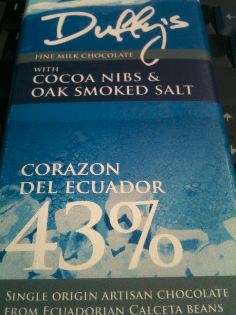 Duffy's
FINE MILK CHOCOLATE
WITH
COCOA NIBS &
OAK SMOKED SALT
CORAZON
DEL ECUADOR
43%
SINGLE ORIGIN ARTISAN CHOCOLATE
FROM ECUADORIAN CALCETA BEANS